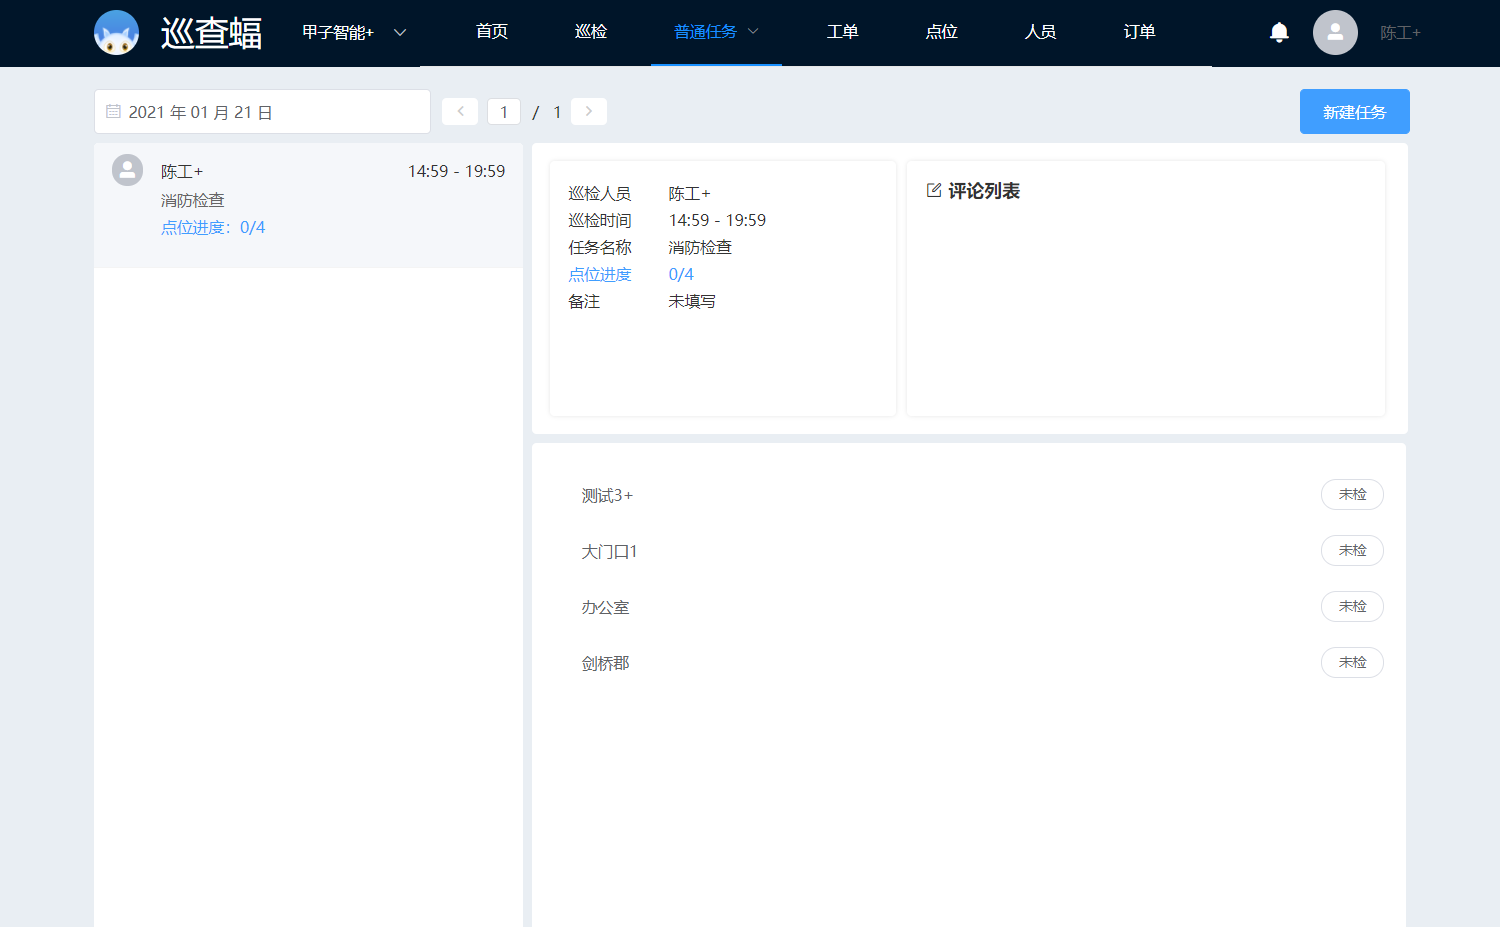 巡查蝠
甲子智能+
首页
巡检
普通任务
工单
点位
人员
订单
陈工+
2021 年 01 月 21 日
1 / 1
新建任务
陈工+ 14:59 - 19:59
消防检查
点位进度：0/4
巡检人员 陈工+
巡检时间 14:59 - 19:59
任务名称 消防检查
点位进度 0/4
备注 未填写
评论列表
测试3+ 未检
大门口1 未检
办公室 未检
剑桥郡 未检